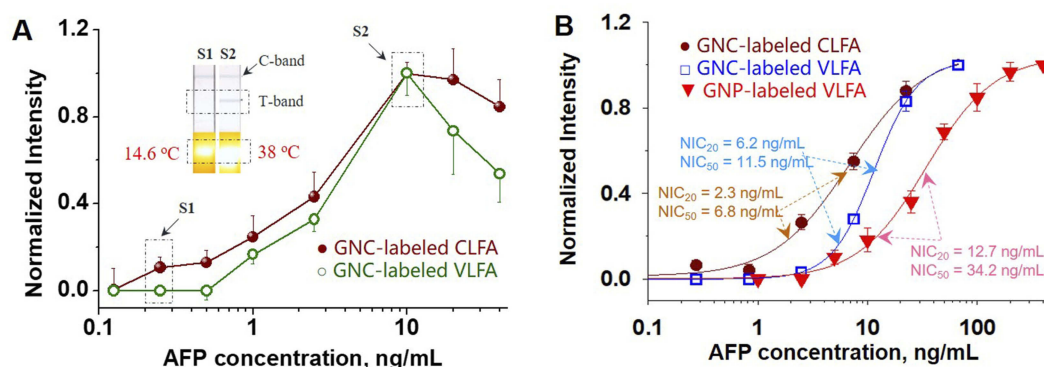 A
Normalized Intensity
1.2
0.8
0.4
0.0
0.1
1
10
AFP concentration, ng/mL
S1 S2
C-band
T-band
14.6 °C
38 °C
S2
S1
GNC-labeled CLFA
GNC-labeled VLFA
B
Normalized Intensity
1.2
0.8
0.4
0.0
0.1
1
10
100
AFP concentration, ng/mL
GNC-labeled CLFA
GNC-labeled VLFA
GNP-labeled VLFA
NIC20 = 6.2 ng/mL
NIC50 = 11.5 ng/mL
NIC20 = 2.3 ng/mL
NIC50 = 6.8 ng/mL
NIC20 = 12.7 ng/mL
NIC50 = 34.2 ng/mL